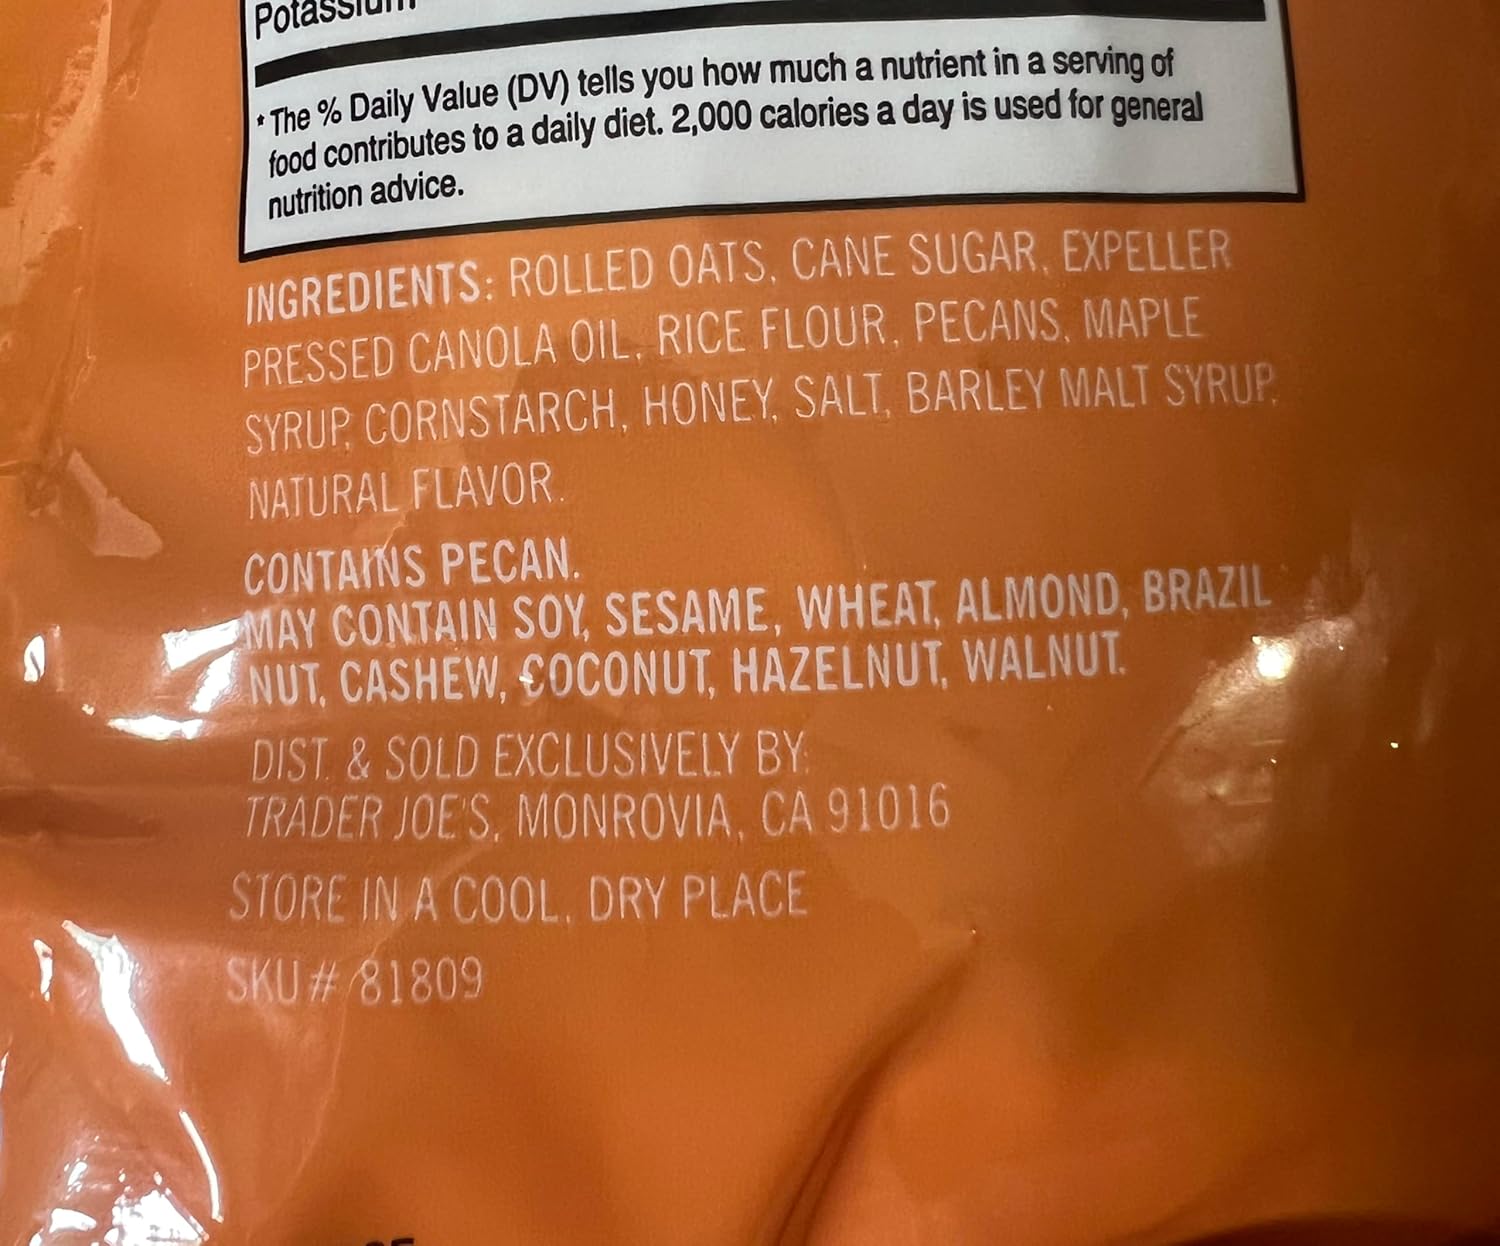 Potassium
* The % Daily Value (DV) tells you how much a nutrient in a serving of
food contributes to a daily diet. 2,000 calories a day is used for general
nutrition advice.
INGREDIENTS: ROLLED OATS, CANE SUGAR, EXPELLER
PRESSED CANOLA OIL, RICE FLOUR, PECANS, MAPLE
SYRUP, CORNSTARCH, HONEY, SALT, BARLEY MALT SYRUP,
NATURAL FLAVOR.
CONTAINS PECAN.
MAY CONTAIN SOY, SESAME, WHEAT, ALMOND, BRAZIL
NUT, CASHEW, COCONUT, HAZELNUT, WALNUT.
DIST. & SOLD EXCLUSIVELY BY:
TRADER JOE'S, MONROVIA, CA 91016
STORE IN A COOL, DRY PLACE
SKU# 81809